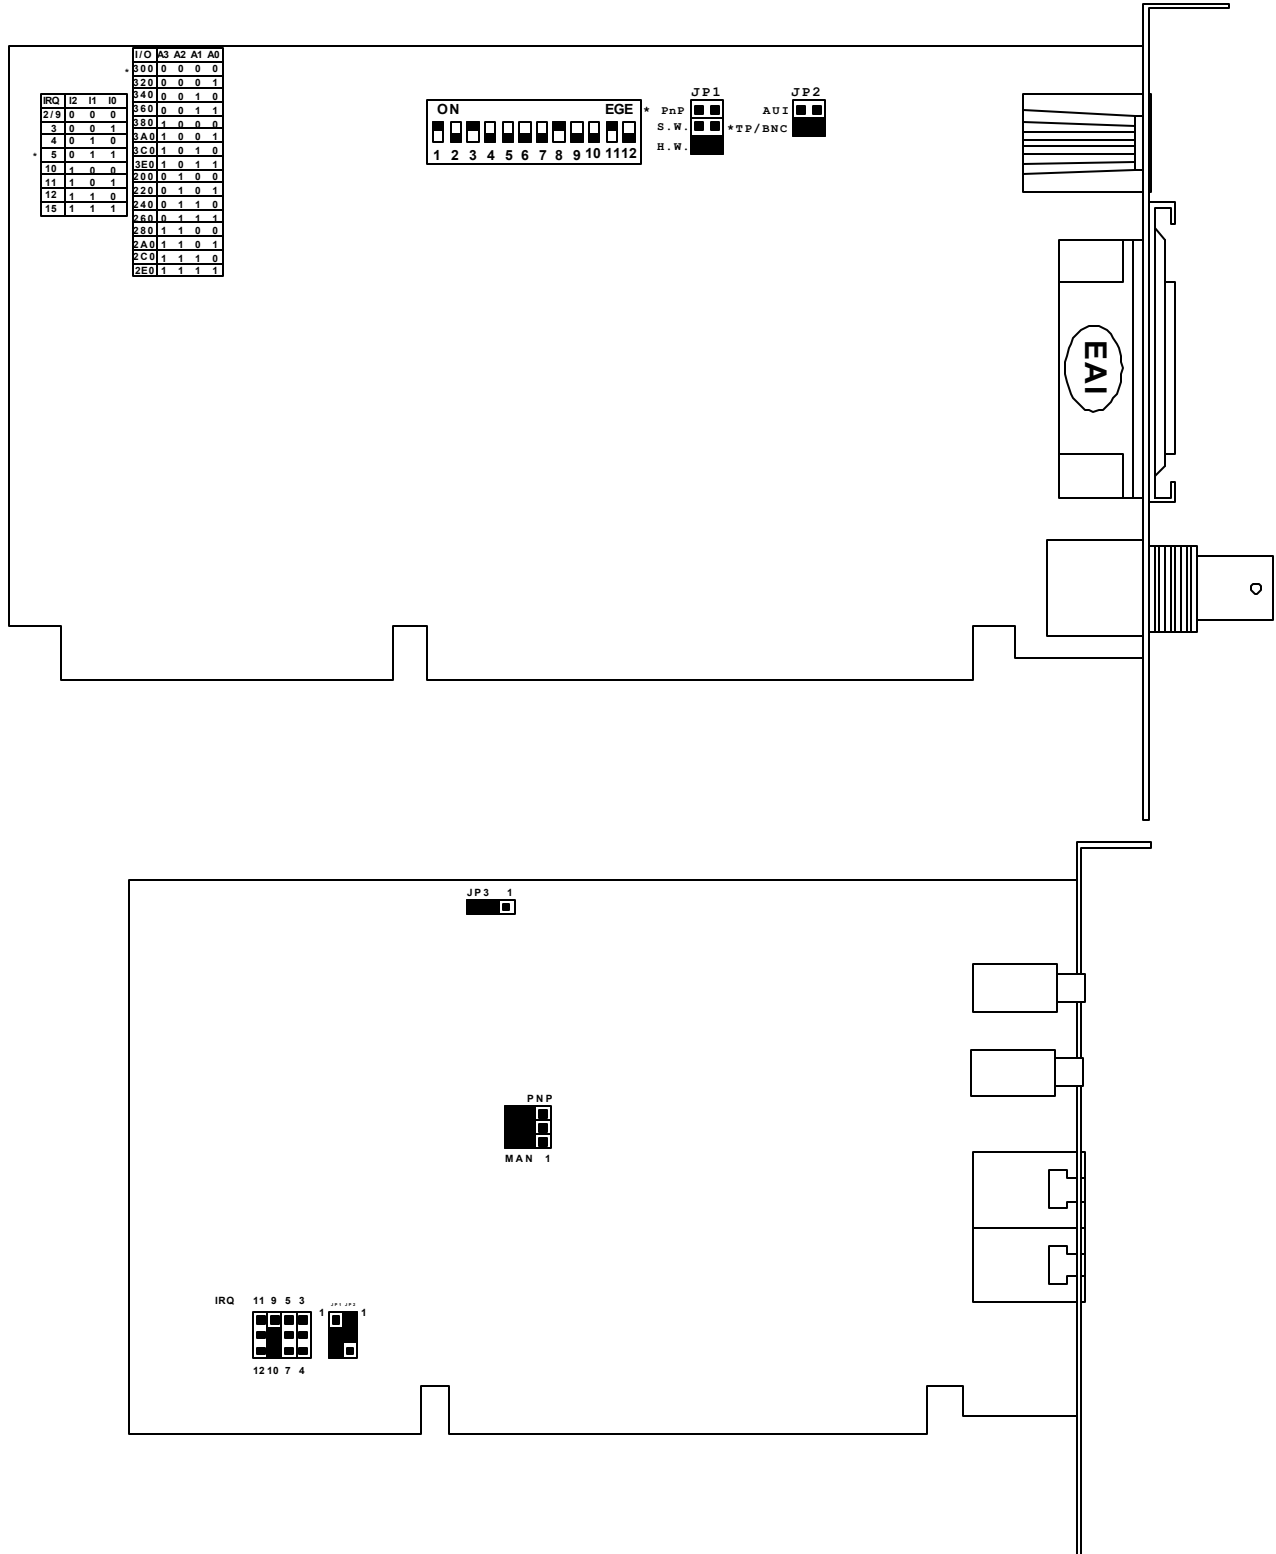 I/O A3 A2 A1 A0
* 300 0 0 0 0
320 0 0 0 1
340 0 0 1 0
360 0 0 1 1
380 1 0 0 0
3A0 1 0 0 1
3C0 1 0 1 0
3E0 1 0 1 1
200 0 1 0 0
220 0 1 0 1
240 0 1 1 0
260 0 1 1 1
280 1 1 0 0
2A0 1 1 0 1
2C0 1 1 1 0
2E0 1 1 1 1
IRQ I2 I1 I0
2/9 0 0 0
3 0 0 1
4 0 1 0
* 5 0 1 1
10 1 0 0
11 1 0 1
12 1 1 0
15 1 1 1
ON EGE
1 2 3 4 5 6 7 8 9 10 11 12
JP1
* PnP
S.W.
H.W.
JP2
AUI
*TP/BNC
EAI
JP3 1
PNP
MAN 1
IRQ 11 9 5 3
12 10 7 4
JP1 JP2
1 1